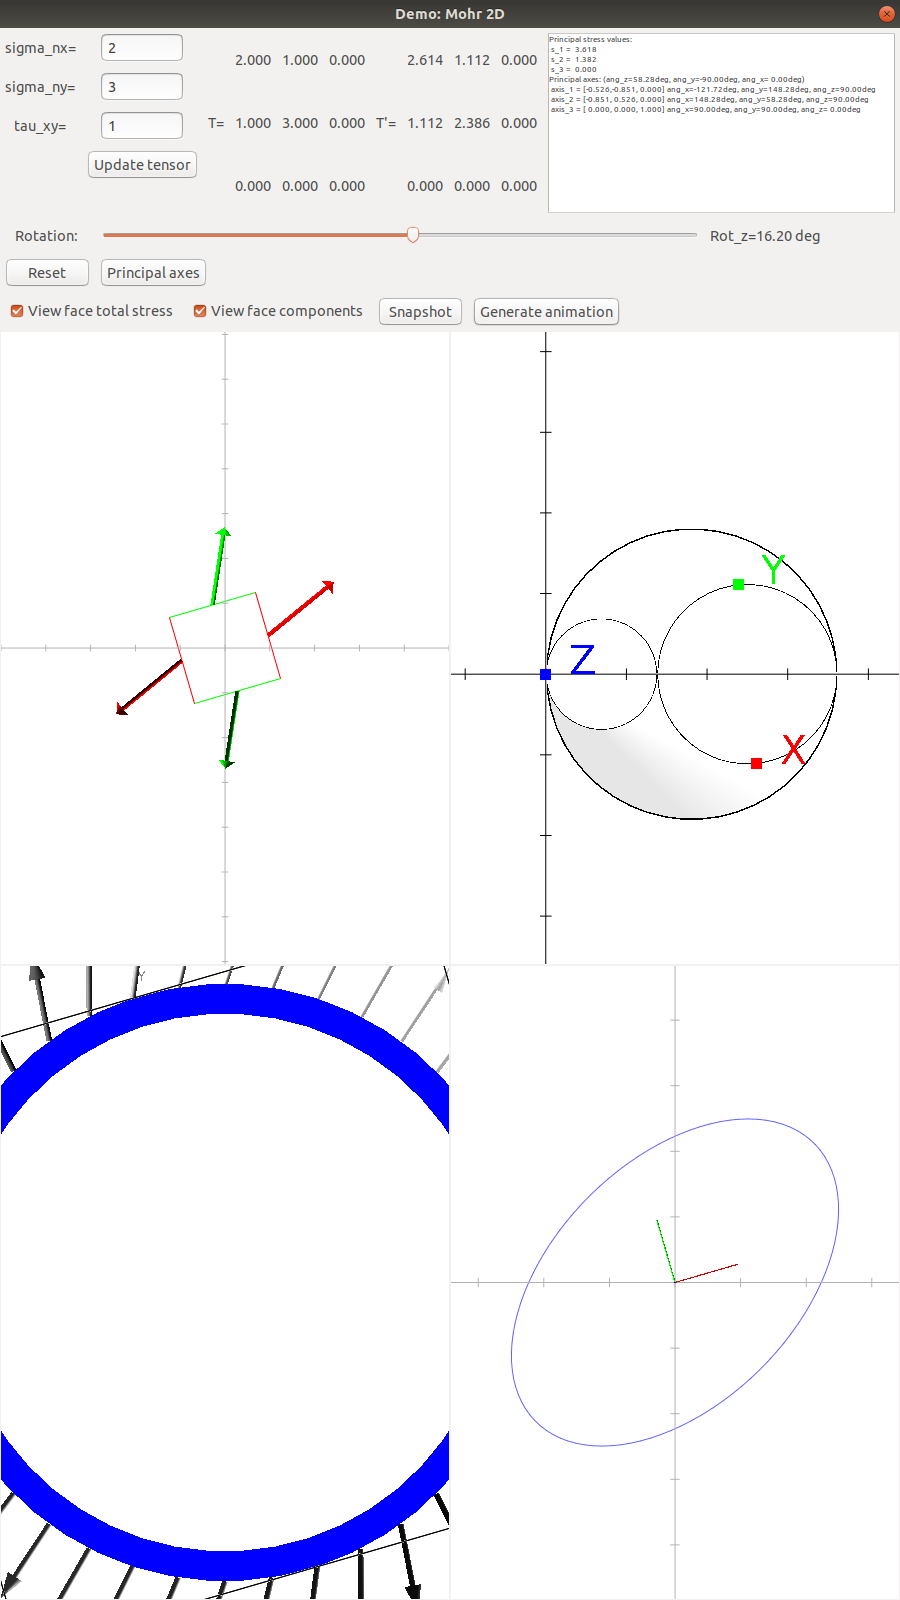 Demo: Mohr 2D
sigma_nx= 2
sigma_ny= 3
tau_xy= 1
Update tensor
2.000 1.000 0.000
T= 1.000 3.000 0.000
0.000 0.000 0.000
2.614 1.112 0.000
T'= 1.112 2.386 0.000
0.000 0.000 0.000
Principal stress values:
s_1 = 3.618
s_2 = 1.382
s_3 = 0.000
Principal axes: (ang_z=58.28deg, ang_y=-90.00deg, ang_x= 0.00deg)
axis_1 = [-0.526,-0.851, 0.000] ang_x=-121.72deg, ang_y=148.28deg, ang_z=90.00deg
axis_2 = [-0.851, 0.526, 0.000] ang_x=148.28deg, ang_y=58.28deg, ang_z=90.00deg
axis_3 = [ 0.000, 0.000, 1.000] ang_x=90.00deg, ang_y=90.00deg, ang_z= 0.00deg
Rotation: Rot_z=16.20 deg
Reset Principal axes
View face total stress View face components Snapshot Generate animation
Y
Z
X
Y